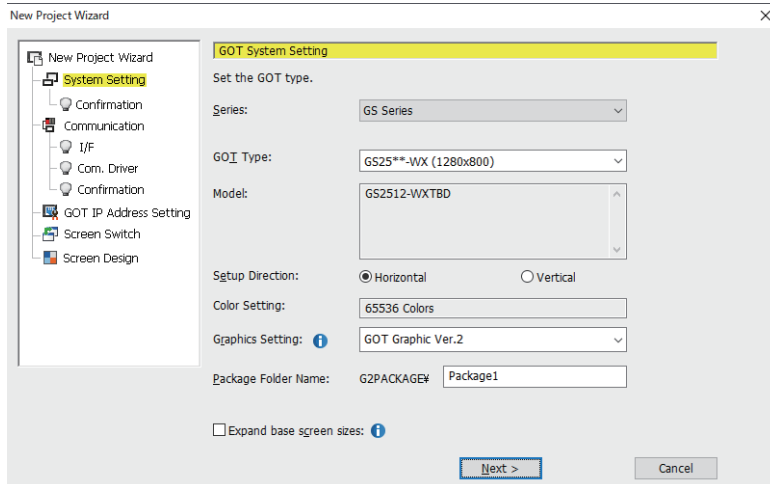 New Project Wizard
New Project Wizard
System Setting
Confirmation
Communication
I/F
Com. Driver
Confirmation
GOT IP Address Setting
Screen Switch
Screen Design
GOT System Setting
Set the GOT type.
Series: GS Series
GOT Type: GS25**-WX (1280x800)
Model: GS2512-WXTBD
Setup Direction: Horizontal Vertical
Color Setting: 65536 Colors
Graphics Setting: GOT Graphic Ver.2
Package Folder Name: G2PACKAGE¥ Package1
Expand base screen sizes:
Next > Cancel